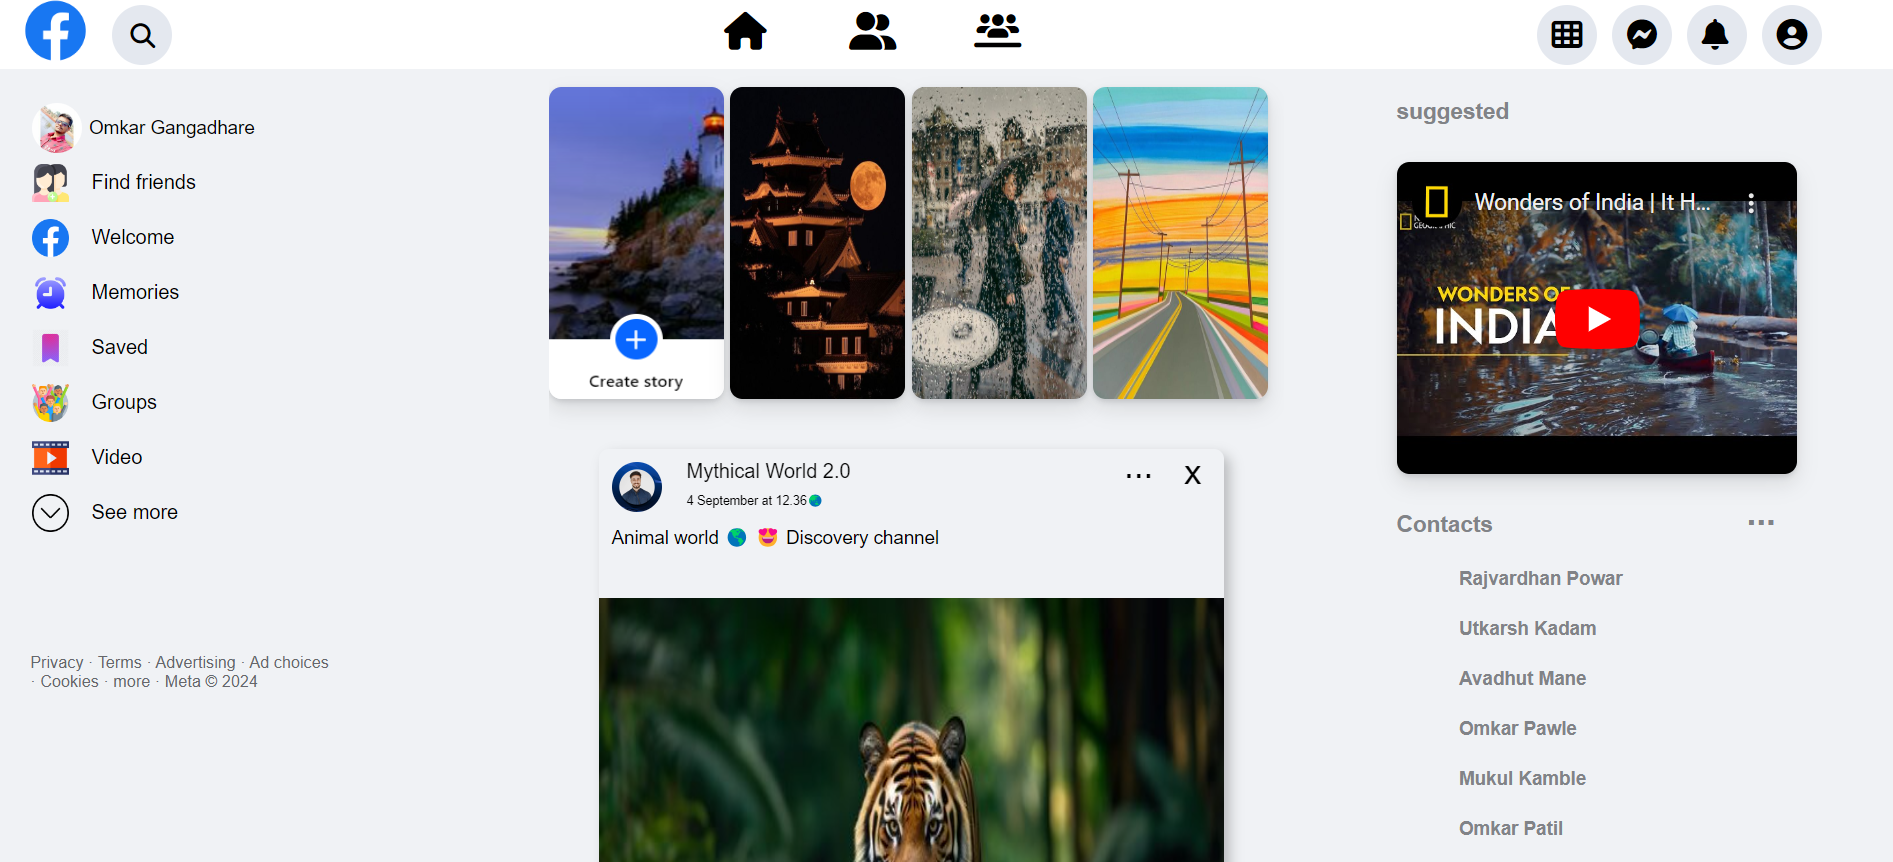 Omkar Gangadhare
Find friends
Welcome
Memories
Saved
Groups
Video
See more
Privacy · Terms · Advertising · Ad choices
· Cookies · more · Meta © 2024
Create story
Mythical World 2.0
4 September at 12.36
Animal world 🌎 😍 Discovery channel
... X
suggested
Wonders of India | It H...
GEOGRAPHIC
WONDERS OF
INDIA
Contacts
...
Rajvardhan Powar
Utkarsh Kadam
Avadhut Mane
Omkar Pawle
Mukul Kamble
Omkar Patil